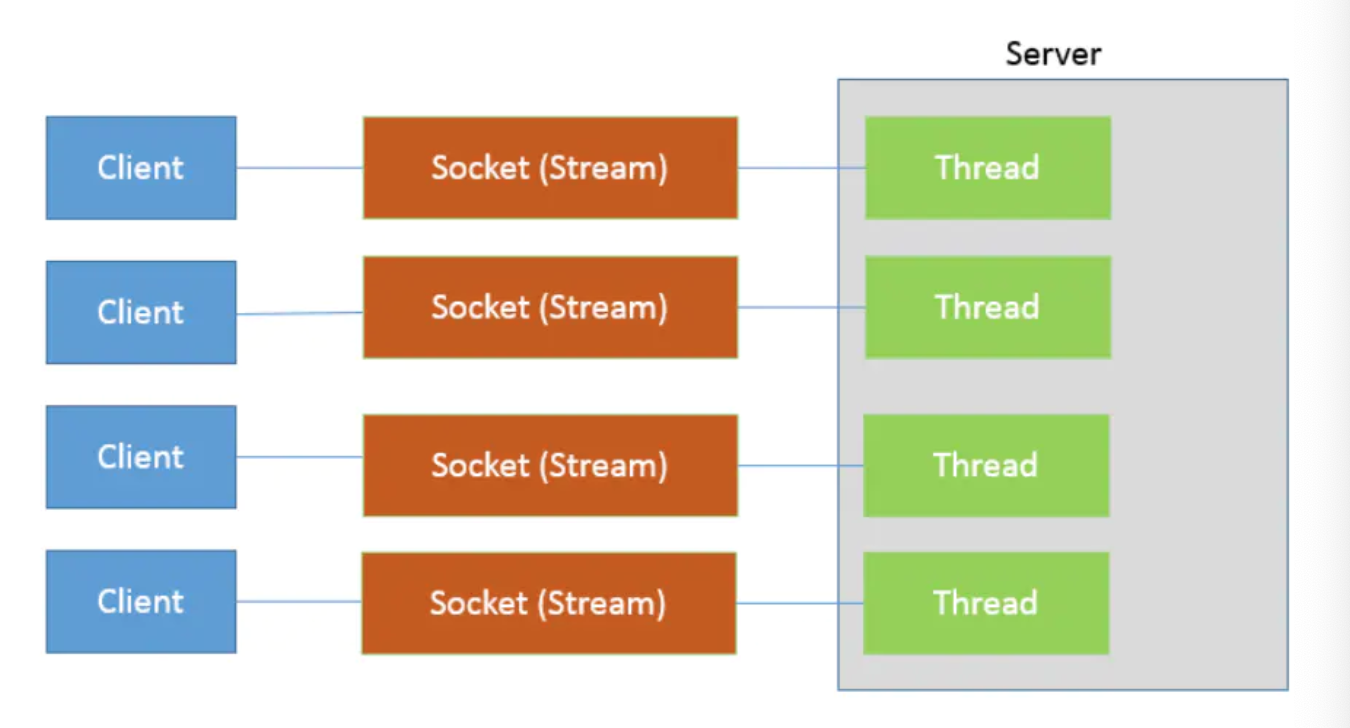 Server
Client
Socket (Stream)
Thread
Client
Socket (Stream)
Thread
Client
Socket (Stream)
Thread
Client
Socket (Stream)
Thread